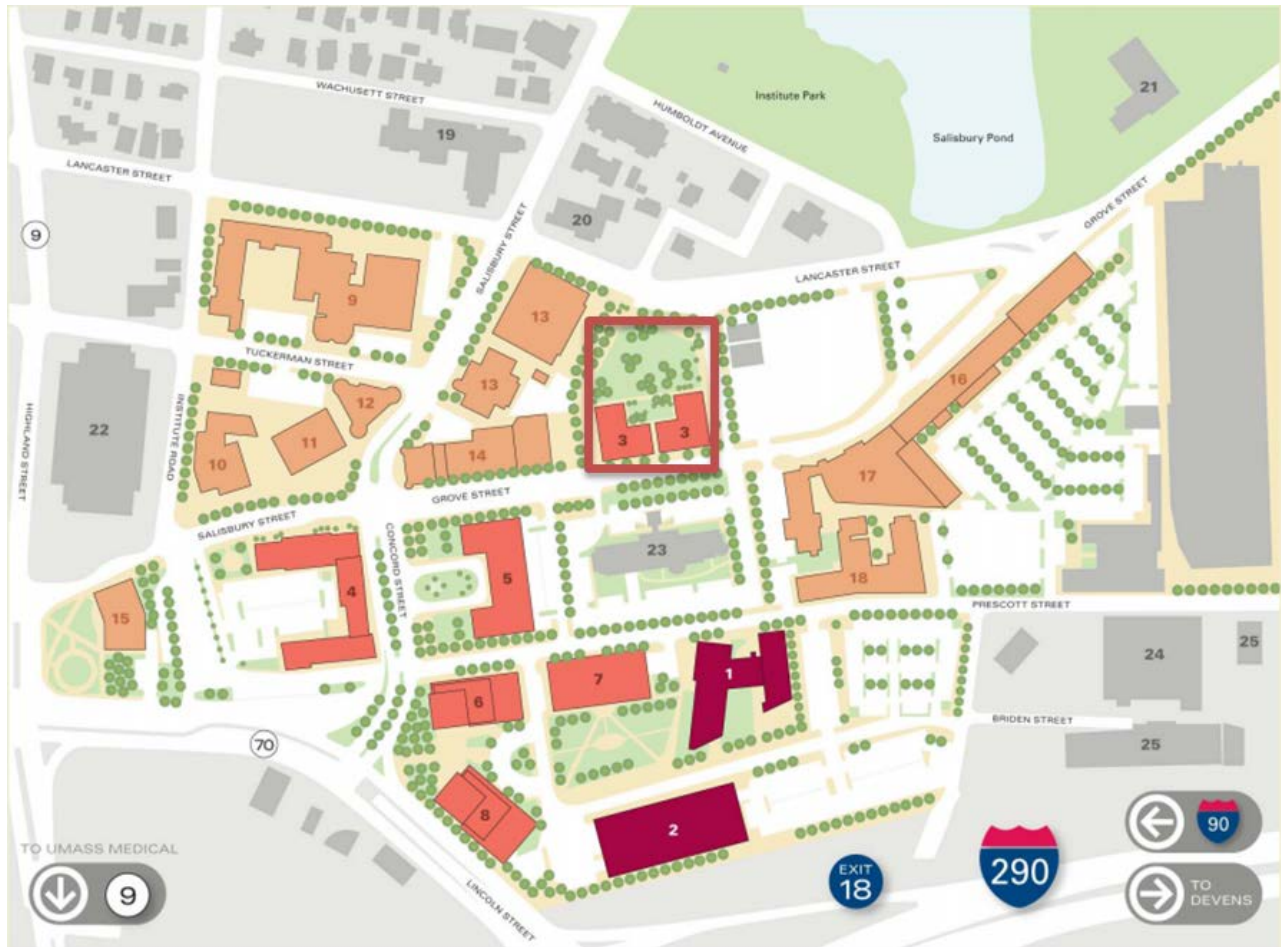 WACHUSETT STREET
19
HUMBOLDT AVENUE
Institute Park
21
Salisbury Pond
LANCASTER STREET
9
20
SALISBURY STREET
GROVE STREET
LANCASTER STREET
9
13
TUCKERMAN STREET
13
12
16
HIGHLAND STREET
22
INSTITUTE ROAD
10
11
14
3
3
17
GROVE STREET
SALISBURY STREET
CONCORD STREET
23
4
5
18
15
PRESCOTT STREET
24
25
1
7
6
BRIDEN STREET
25
70
8
2
TO UMASS MEDICAL
9
LINCOLN STREET
EXIT
18
290
90
TO
DEVENS